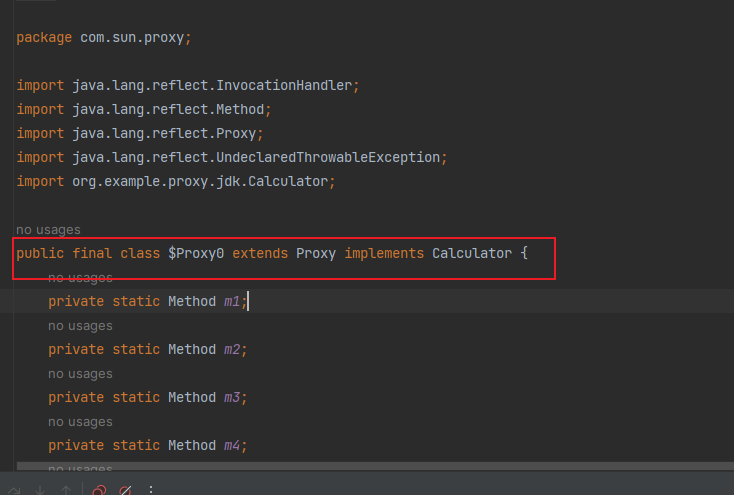 package com.sun.proxy;
import java.lang.reflect.InvocationHandler;
import java.lang.reflect.Method;
import java.lang.reflect.Proxy;
import java.lang.reflect.UndeclaredThrowableException;
import org.example.proxy.jdk.Calculator;
no usages
public final class $Proxy0 extends Proxy implements Calculator {
no usages
private static Method m1;
no usages
private static Method m2;
no usages
private static Method m3;
no usages
private static Method m4;
no usages